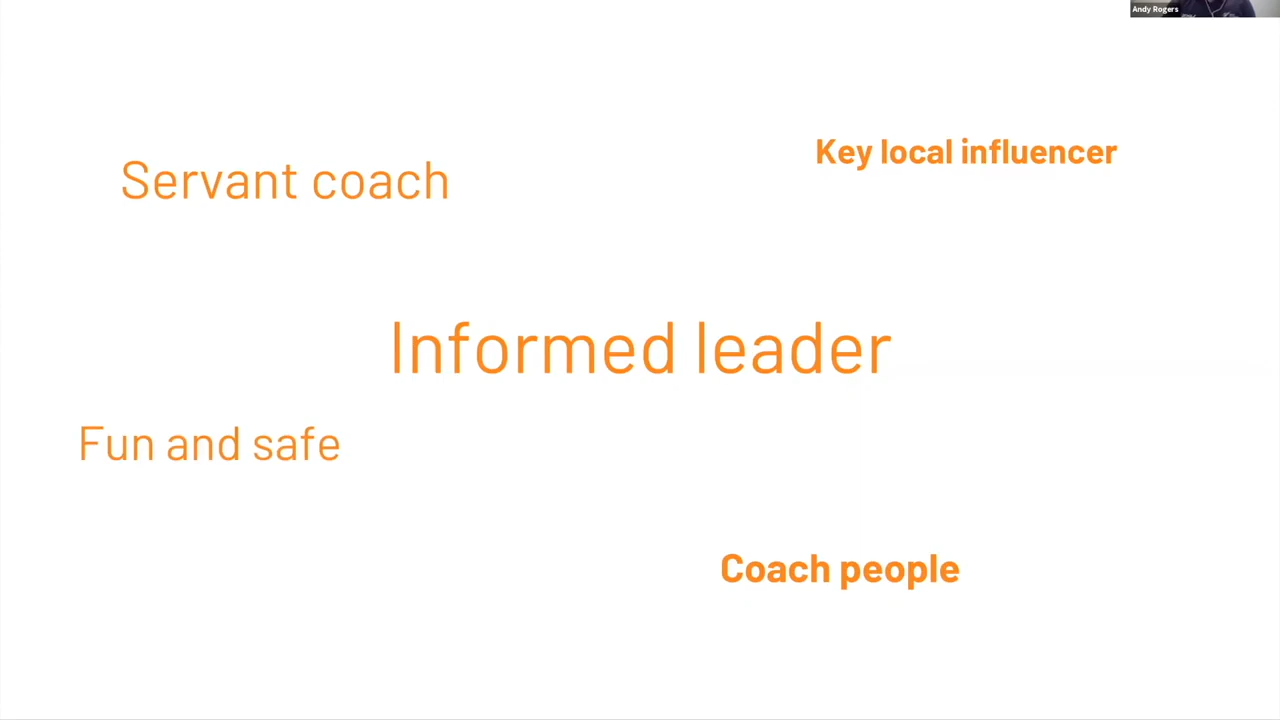 Andy Rogers
Key local influencer
Servant coach
Informed leader
Fun and safe
Coach people